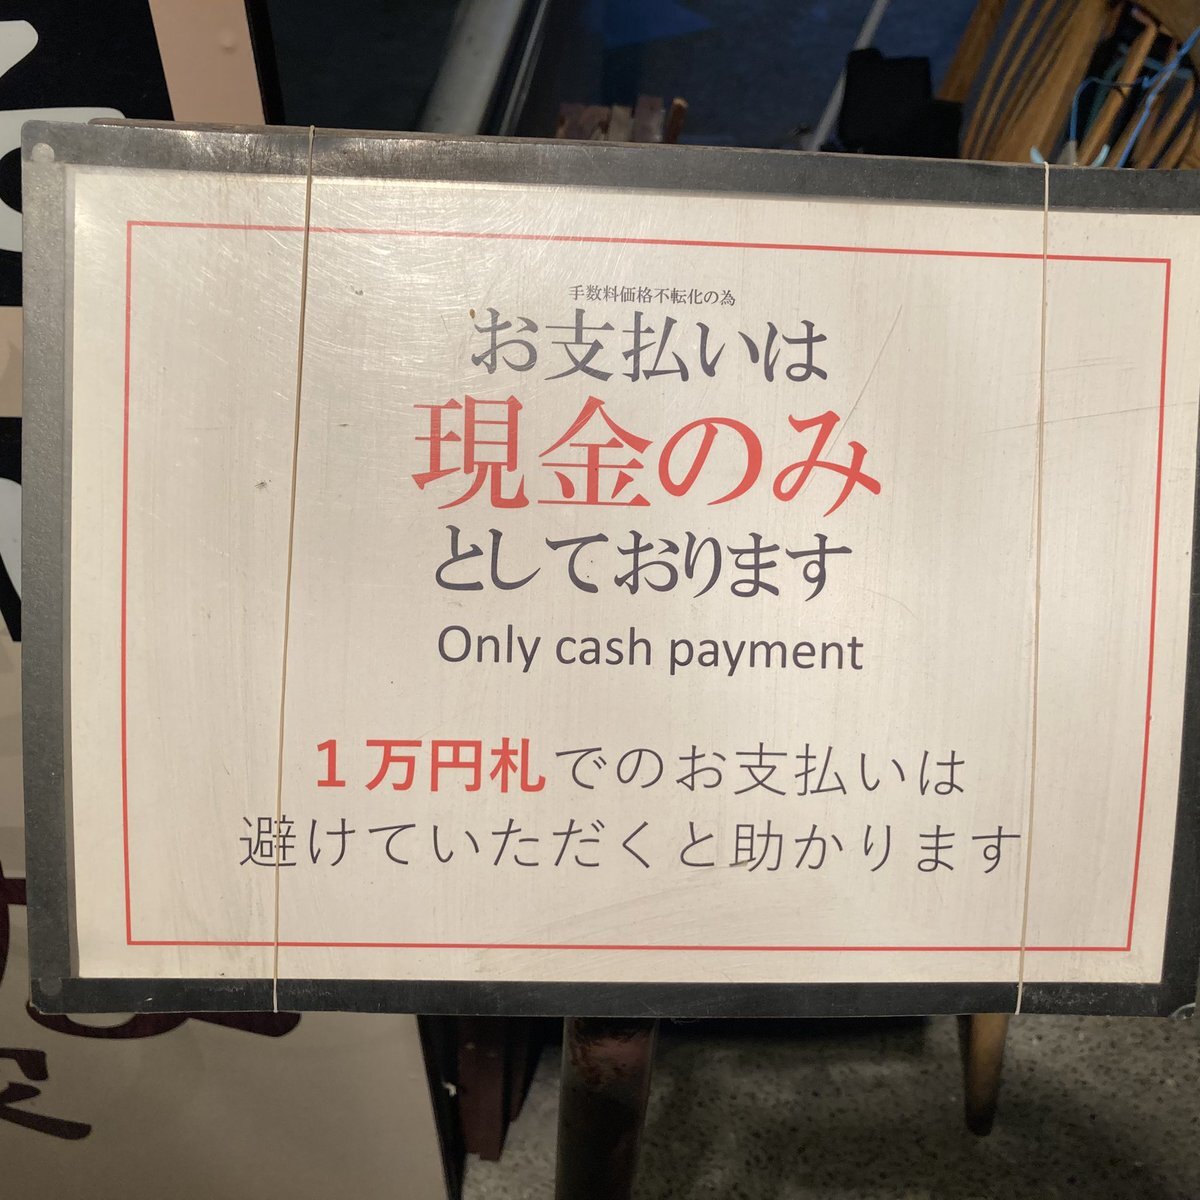 手数料価格不転化の為
お支払いは
現金のみ
としております
Only cash payment
1万円札でのお支払いは
避けていただくと助かります
家